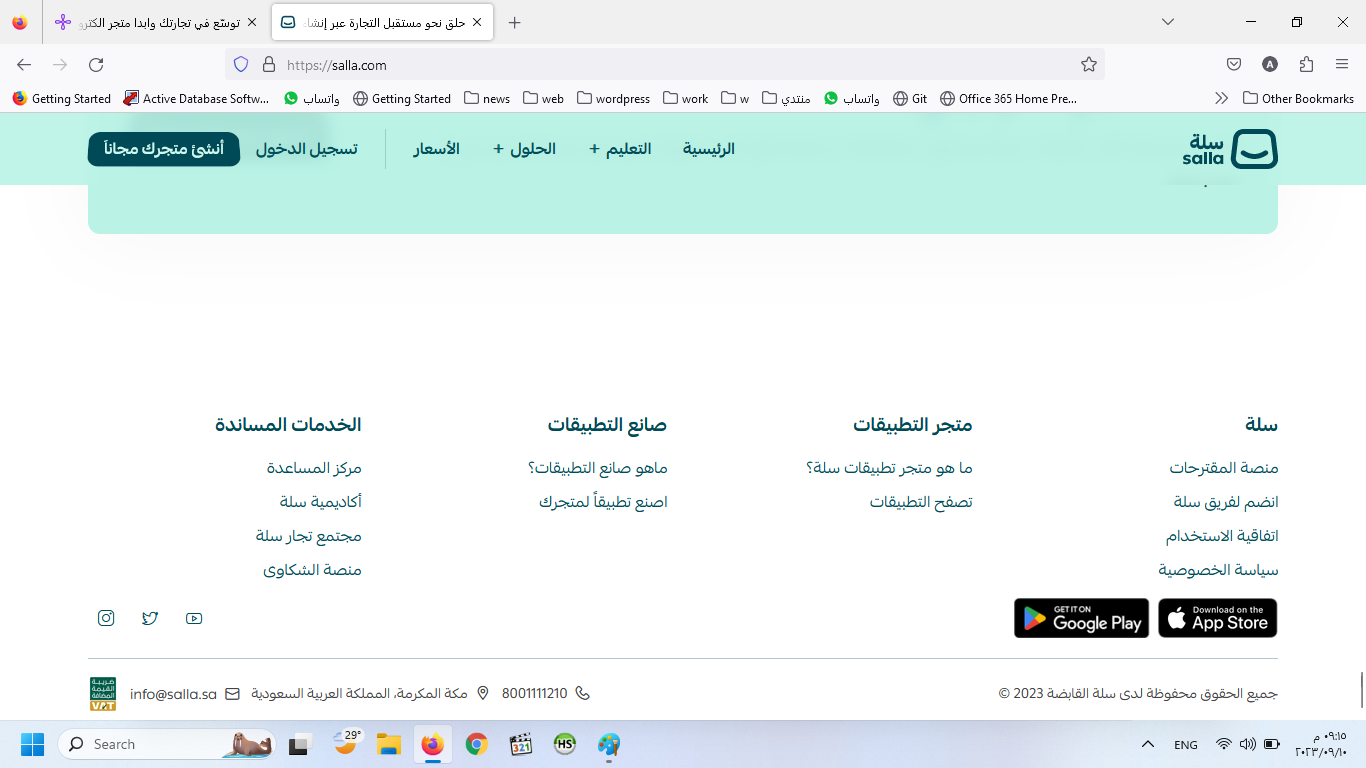 توسّع في تجارتك وابدا متجر الكترو
حلق نحو مستقبل التجارة عبر إنشاء
https://salla.com
Getting Started
Active Database Softw...
واتساب
Getting Started
news
web
wordpress
work
w
منتدي
واتساب
Git
Office 365 Home Pre...
Other Bookmarks
سلة
salla
الرئيسية
التعليم +
الحلول +
الأسعار
تسجيل الدخول
أنشئ متجرك مجاناً
سلة
منصة المقترحات
انضم لفريق سلة
اتفاقية الاستخدام
سياسة الخصوصية
متجر التطبيقات
ما هو متجر تطبيقات سلة؟
تصفح التطبيقات
صانع التطبيقات
ماهو صانع التطبيقات؟
اصنع تطبيقاً لمتجرك
الخدمات المساندة
مركز المساعدة
أكاديمية سلة
مجتمع تجار سلة
منصة الشكاوى
Download on the
App Store
GET IT ON
Google Play
جميع الحقوق محفوظة لدى سلة القابضة 2023 ©
8001111210
مكة المكرمة، المملكة العربية السعودية
info@salla.sa
ضريبة
القيمة
المضافة
VAT
Search
29°
321
HS
ENG
٠٩:١٥ م
٢٠٢٣/٠٩/١٠